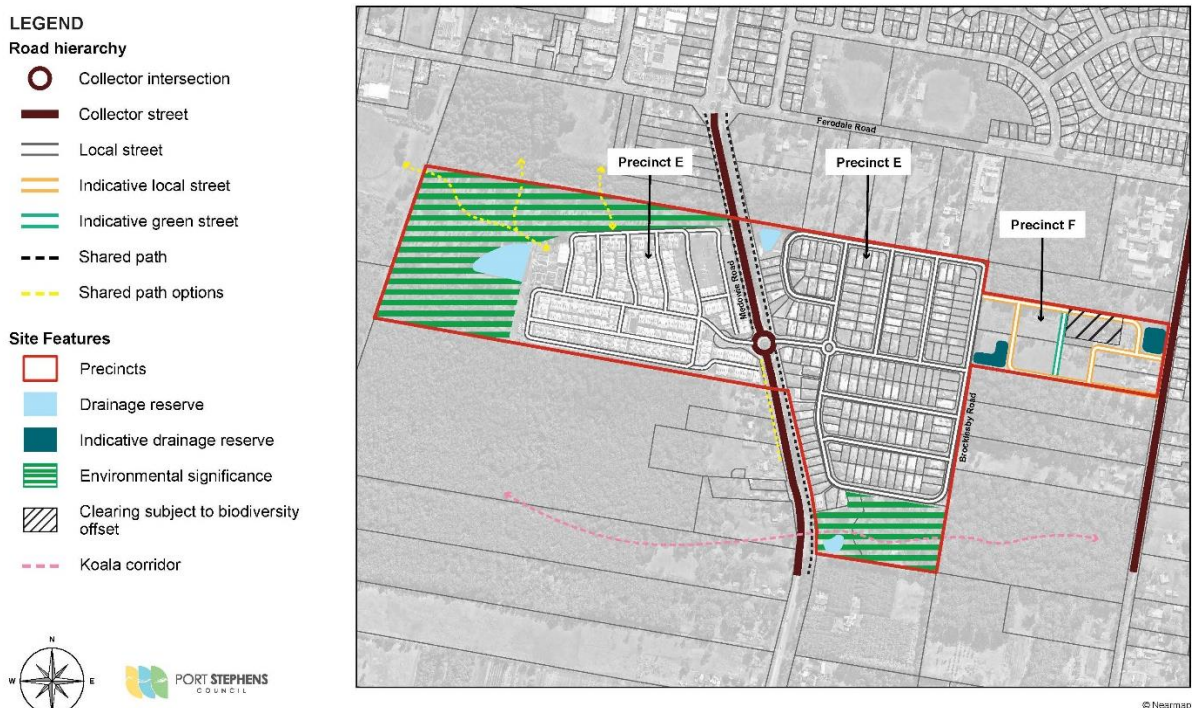 LEGEND
Road hierarchy
Collector intersection
Collector street
Local street
Indicative local street
Indicative green street
Shared path
Shared path options
Site Features
Precincts
Drainage reserve
Indicative drainage reserve
Environmental significance
Clearing subject to biodiversity
offset
Koala corridor
N
W
E
S
PORT STEPHENS
COUNCIL
Ferodale Road
Precinct E
Precinct E
Precinct F
Medowie Road
Brocklesby Road
© Nearmap